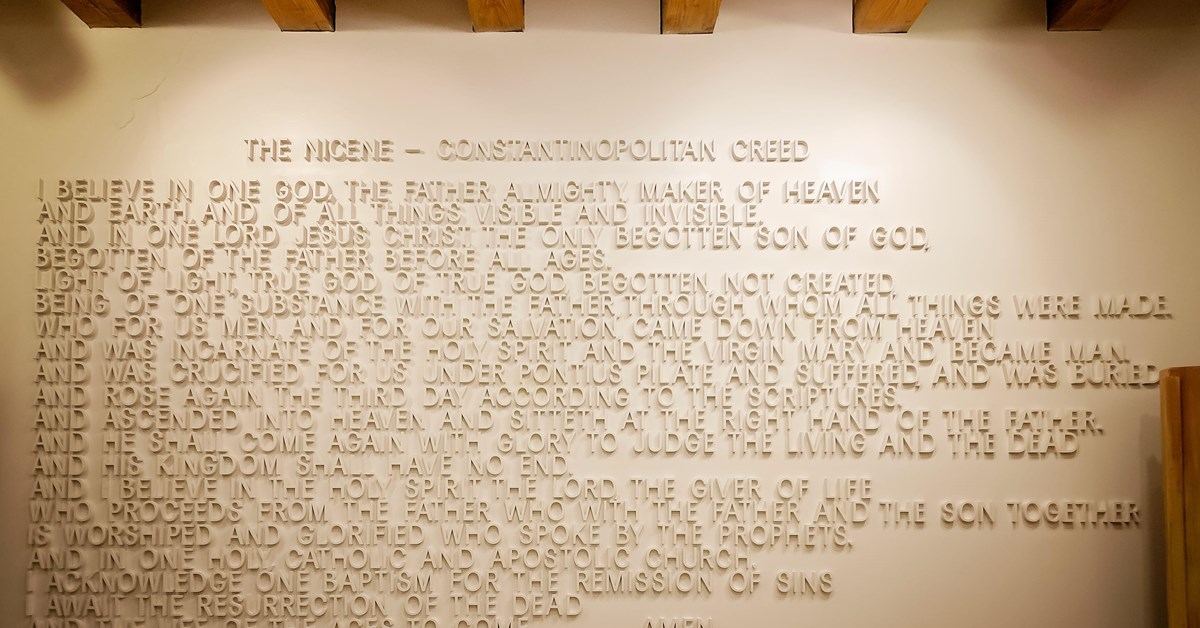 THE NICENE – CONSTANTINOPOLITAN CREED
I BELIEVE IN ONE GOD, THE FATHER ALMIGHTY, MAKER OF HEAVEN
AND EARTH, AND OF ALL THINGS VISIBLE AND INVISIBLE,
AND IN ONE LORD JESUS CHRIST, THE ONLY BEGOTTEN SON OF GOD,
BEGOTTEN OF THE FATHER BEFORE ALL AGES.
LIGHT OF LIGHT, TRUE GOD OF TRUE GOD, BEGOTTEN NOT CREATED,
BEING OF ONE SUBSTANCE WITH THE FATHER, THROUGH WHOM ALL THINGS WERE MADE.
WHO FOR US MEN, AND FOR OUR SALVATION, CAME DOWN FROM HEAVEN,
AND WAS INCARNATE OF THE HOLY SPIRIT AND THE VIRGIN MARY AND BECAME MAN.
AND WAS CRUCIFIED FOR US UNDER PONTIUS PILATE AND SUFFERED, AND WAS BURIED.
AND ROSE AGAIN THE THIRD DAY ACCORDING TO THE SCRIPTURES.
AND ASCENDED INTO HEAVEN AND SITTETH AT THE RIGHT HAND OF THE FATHER.
AND HE SHALL COME AGAIN WITH GLORY TO JUDGE THE LIVING AND THE DEAD
AND HIS KINGDOM SHALL HAVE NO END.
AND I BELIEVE IN THE HOLY SPIRIT, THE LORD, THE GIVER OF LIFE
WHO PROCEEDS FROM THE FATHER WHO WITH THE FATHER AND THE SON TOGETHER
IS WORSHIPED AND GLORIFIED WHO SPOKE BY THE PROPHETS.
AND IN ONE HOLY, CATHOLIC AND APOSTOLIC CHURCH.
I ACKNOWLEDGE ONE BAPTISM FOR THE REMISSION OF SINS
I AWAIT THE RESURRECTION OF THE DEAD
AND THE LIFE OF THE AGES TO COME. AMEN.